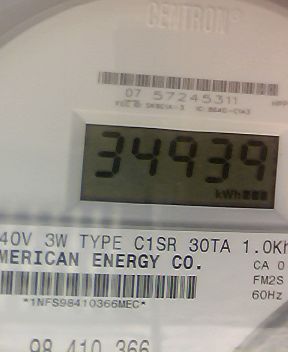 CENTRON®
07 57245311
34939
kWh
40V 3W TYPE C1SR 30TA 1.0Kh
MERICAN ENERGY CO.
CA 0
FM2S
60Hz
*1NFS98410366MEC*
98 410 366